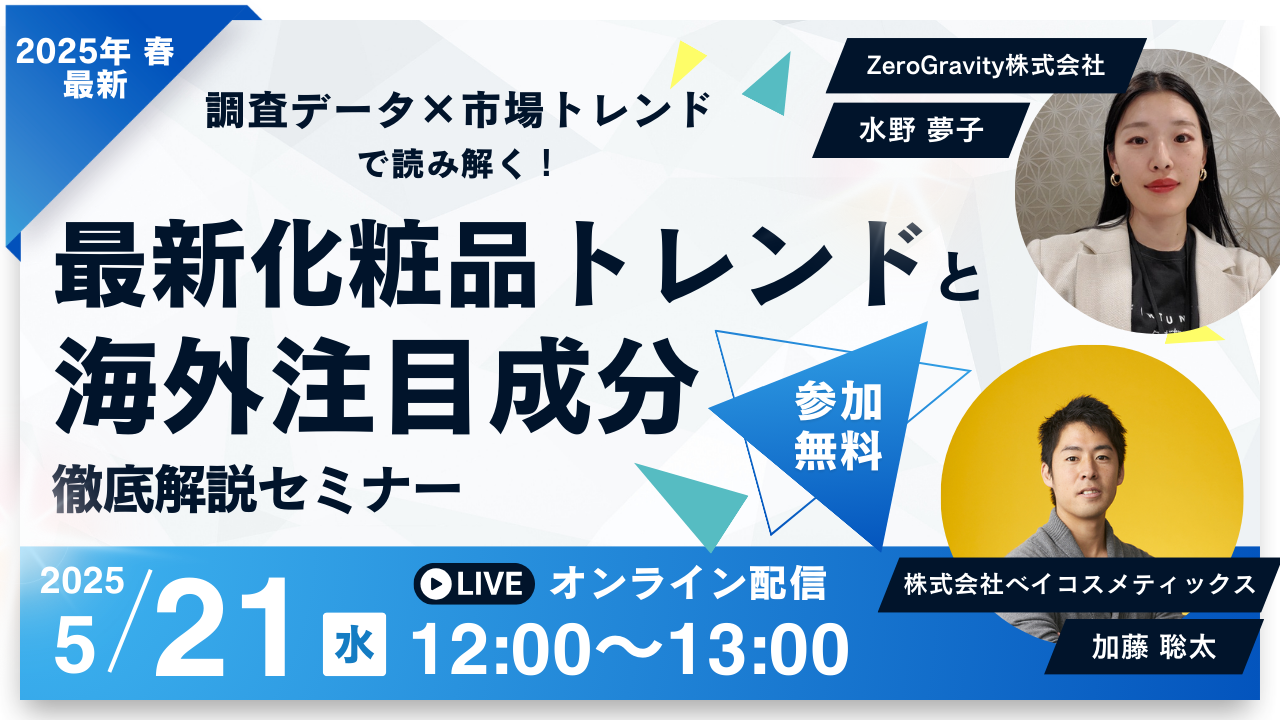 2025年 春
最新
調査データ×市場トレンド
で読み解く！
最新化粧品トレンドと
海外注目成分
徹底解説セミナー
参加
無料
ZeroGravity株式会社
水野 夢子
株式会社ベイコスメティックス
加藤 聡太
2025
5/21 水
LIVE オンライン配信
12:00〜13:00